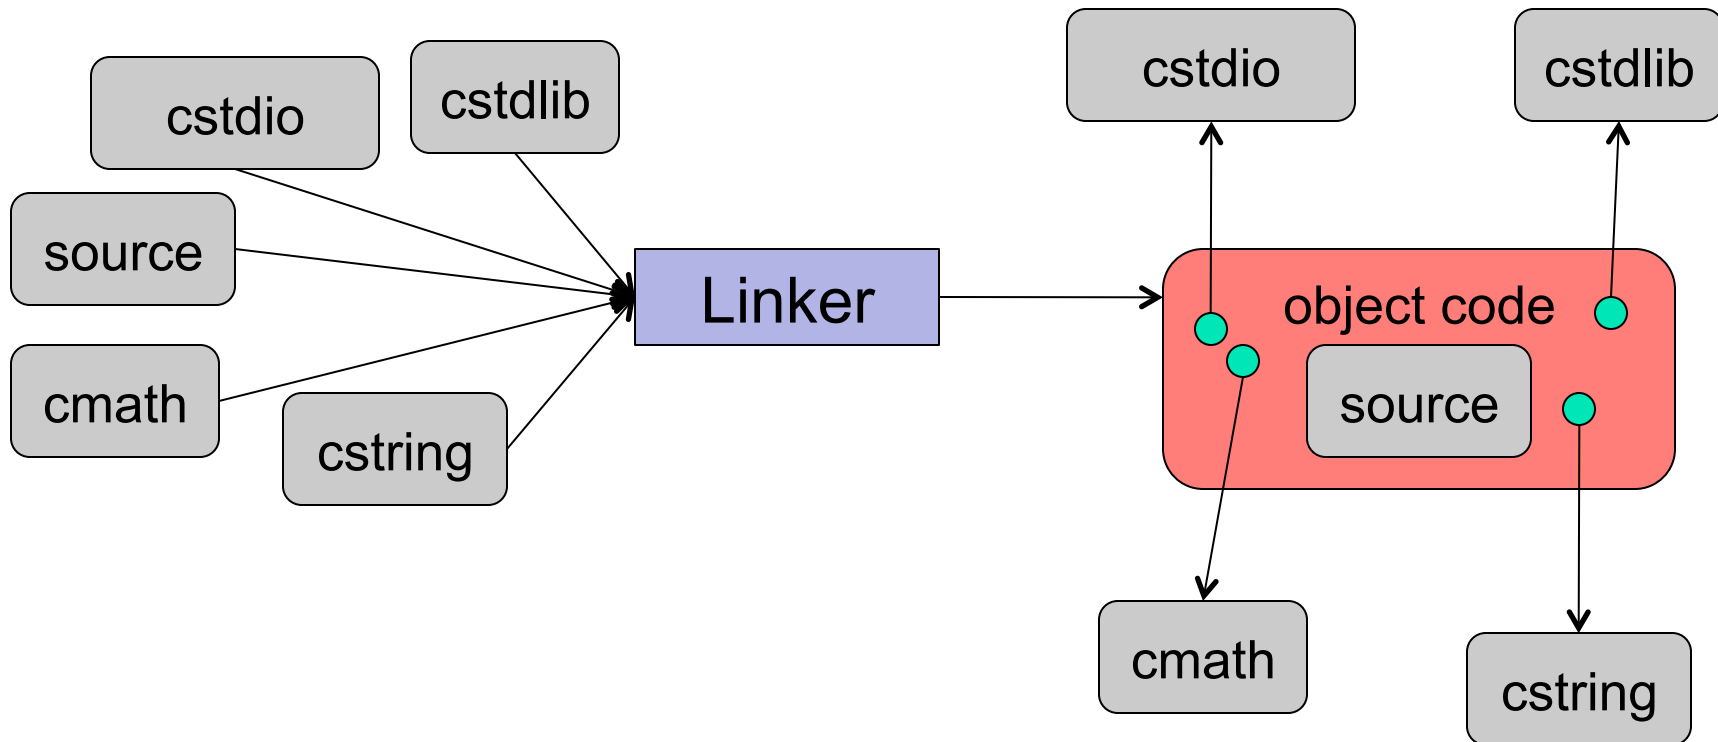 cstdio
cstdlib
source
cmath
cstring
Linker
cstdio
cstdlib
object code
source
cmath
cstring